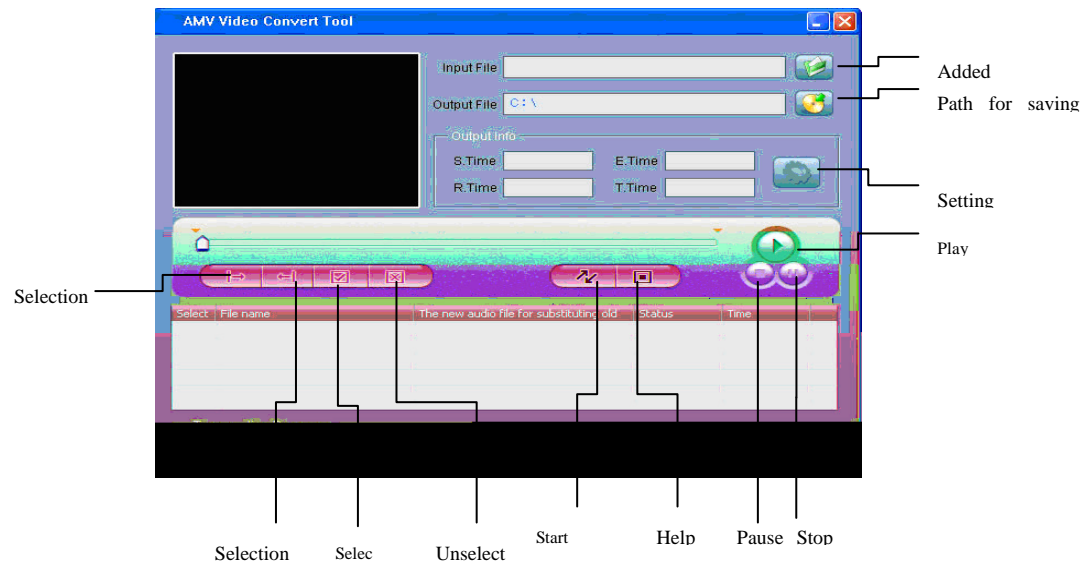 AMV Video Convert Tool
Input File
Added
Output File C:\
Path for saving
Output Info
S.Time E.Time
R.Time T.Time
Setting
Play
Selection
Select File name The new audio file for substituting old Status Time
Selection Selec Unselect Start Help Pause Stop